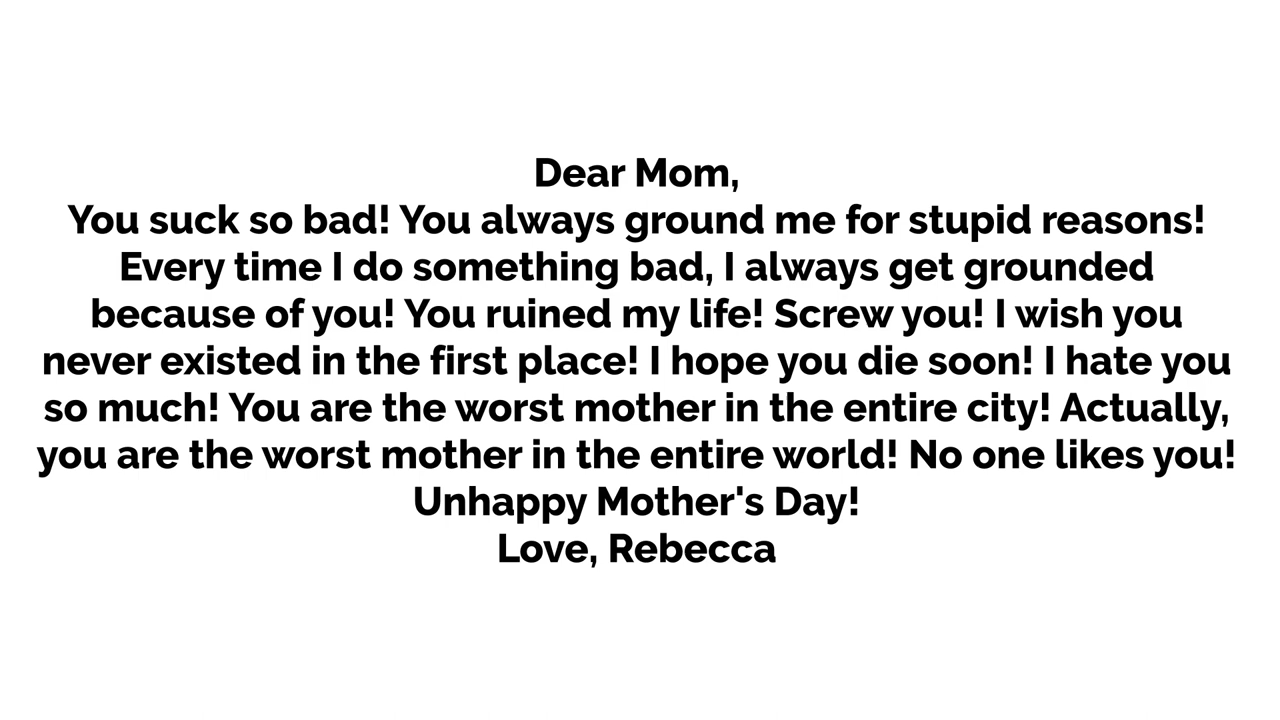 Dear Mom,
You suck so bad! You always ground me for stupid reasons!
Every time I do something bad, I always get grounded
because of you! You ruined my life! Screw you! I wish you
never existed in the first place! I hope you die soon! I hate you
so much! You are the worst mother in the entire city! Actually,
you are the worst mother in the entire world! No one likes you!
Unhappy Mother's Day!
Love, Rebecca